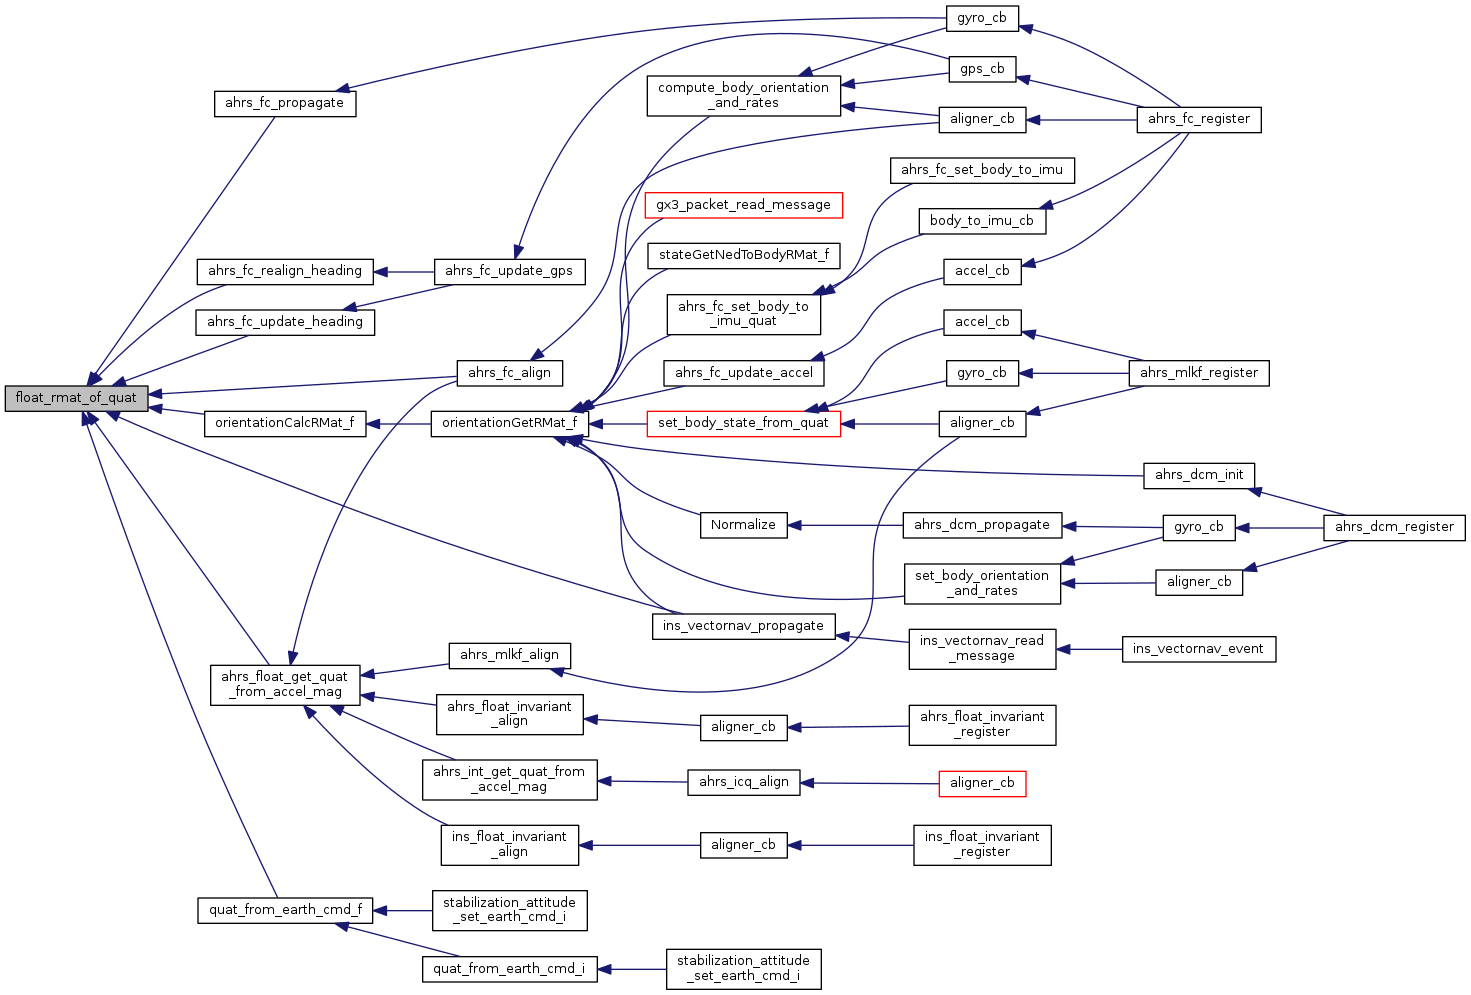 float_rmat_of_quat
ahrs_fc_propagate
ahrs_fc_realign_heading
ahrs_fc_update_heading
orientationCalcRMat_f
ahrs_float_get_quat
_from_accel_mag
quat_from_earth_cmd_f
ahrs_fc_update_gps
ahrs_fc_align
orientationGetRMat_f
ahrs_mlkf_align
ahrs_float_invariant
_align
ahrs_int_get_quat_from
_accel_mag
ins_float_invariant
_align
stabilization_attitude
_set_earth_cmd_i
quat_from_earth_cmd_i
compute_body_orientation
_and_rates
gx3_packet_read_message
stateGetNedToBodyRMat_f
ahrs_fc_set_body_to
_imu_quat
ahrs_fc_update_accel
set_body_state_from_quat
Normalize
ins_vectornav_propagate
aligner_cb
ahrs_icq_align
aligner_cb
stabilization_attitude
_set_earth_cmd_i
gyro_cb
gps_cb
aligner_cb
ahrs_fc_set_body_to_imu
body_to_imu_cb
accel_cb
accel_cb
gyro_cb
aligner_cb
ahrs_dcm_propagate
set_body_orientation
_and_rates
ins_vectornav_read
_message
ahrs_float_invariant
_register
aligner_cb
ins_float_invariant
_register
ahrs_fc_register
ahrs_mlkf_register
ahrs_dcm_init
gyro_cb
aligner_cb
ins_vectornav_event
ahrs_dcm_register